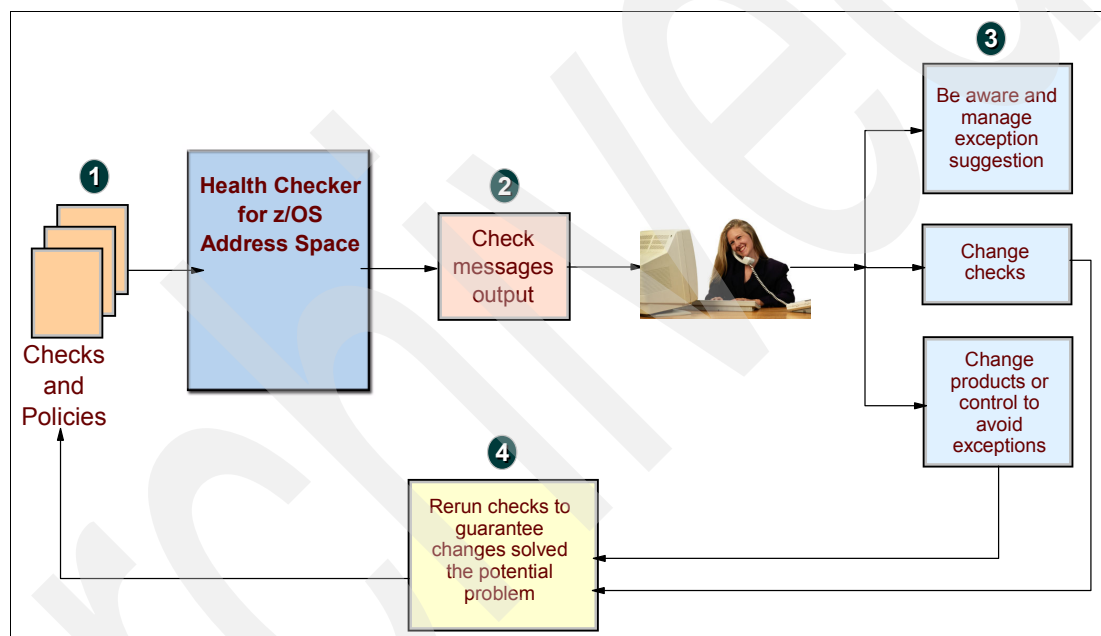 1
Checks
and
Policies
Health Checker
for z/OS
Address Space
2
Check
messages
output
3
Be aware and
manage
exception
suggestion
Change
checks
Change
products or
control to
avoid
exceptions
4
Rerun checks to
guarantee
changes solved
the potential
problem